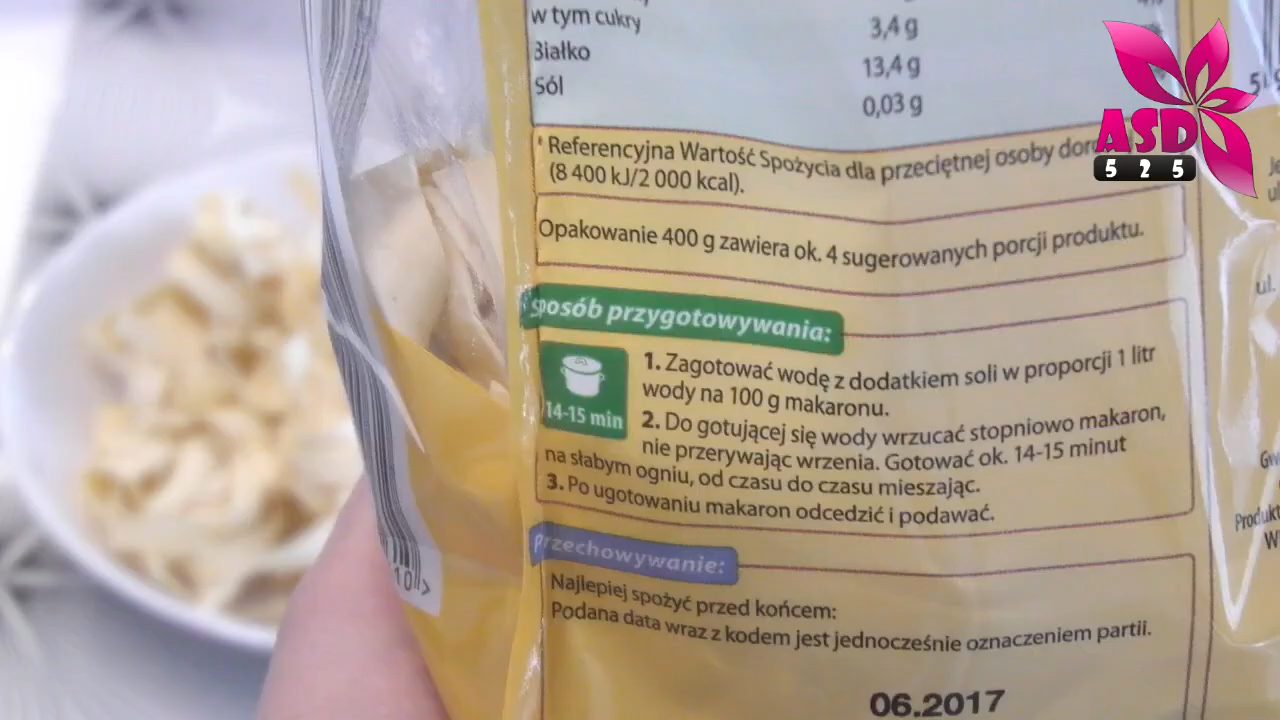 w tym cukry 3,4 g
Białko 13,4 g
Sól 0,03 g
* Referencyjna Wartość Spożycia dla przeciętnej osoby
(8 400 kJ/2 000 kcal).
Opakowanie 400 g zawiera ok. 4 sugerowanych porcji produktu.
sposób przygotowywania:
14-15 min
1. Zagotować wodę z dodatkiem soli w proporcji 1 litr
wody na 100 g makaronu.
2. Do gotującej się wody wrzucać stopniowo makaron,
nie przerywając wrzenia. Gotować ok. 14-15 minut
na słabym ogniu, od czasu do czasu mieszając.
3. Po ugotowaniu makaron odcedzić i podawać.
Przechowywanie:
Najlepiej spożyć przed końcem:
Podana data wraz z kodem jest jednocześnie oznaczeniem partii.
06.2017
10 >
ul.
ASD
5 2 5